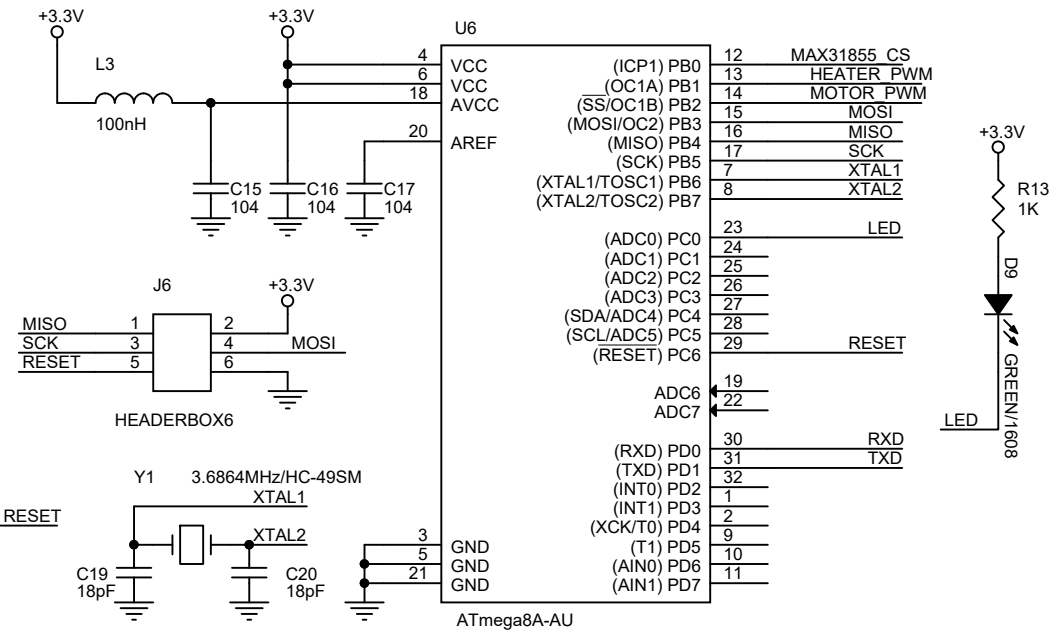 +3.3V
L3
100nH
C15
104
+3.3V
C16
104
C17
104
U6
4 VCC
6 VCC
18 AVCC
20 AREF
3 GND
5 GND
21 GND
(ICP1) PB0 12 MAX31855_CS
(OC1A) PB1 13 HEATER_PWM
(SS/OC1B) PB2 14 MOTOR_PWM
(MOSI/OC2) PB3 15 MOSI
(MISO) PB4 16 MISO
(SCK) PB5 17 SCK
(XTAL1/TOSC1) PB6 7 XTAL1
(XTAL2/TOSC2) PB7 8 XTAL2
(ADC0) PC0 23 LED
(ADC1) PC1 24
(ADC2) PC2 25
(ADC3) PC3 26
(SDA/ADC4) PC4 27
(SCL/ADC5) PC5 28
(RESET) PC6 29 RESET
ADC6 19
ADC7 22
(RXD) PD0 30 RXD
(TXD) PD1 31 TXD
(INT0) PD2 32
(INT1) PD3 1
(XCK/T0) PD4 2
(T1) PD5 9
(AIN0) PD6 10
(AIN1) PD7 11
ATmega8A-AU
J6
+3.3V
MISO 1 2
SCK 3 4 MOSI
RESET 5 6
HEADERBOX6
Y1 3.6864MHz/HC-49SM
XTAL1
XTAL2
RESET
C19
18pF
C20
18pF
+3.3V
R13
1K
D9
GREEN/1608
LED